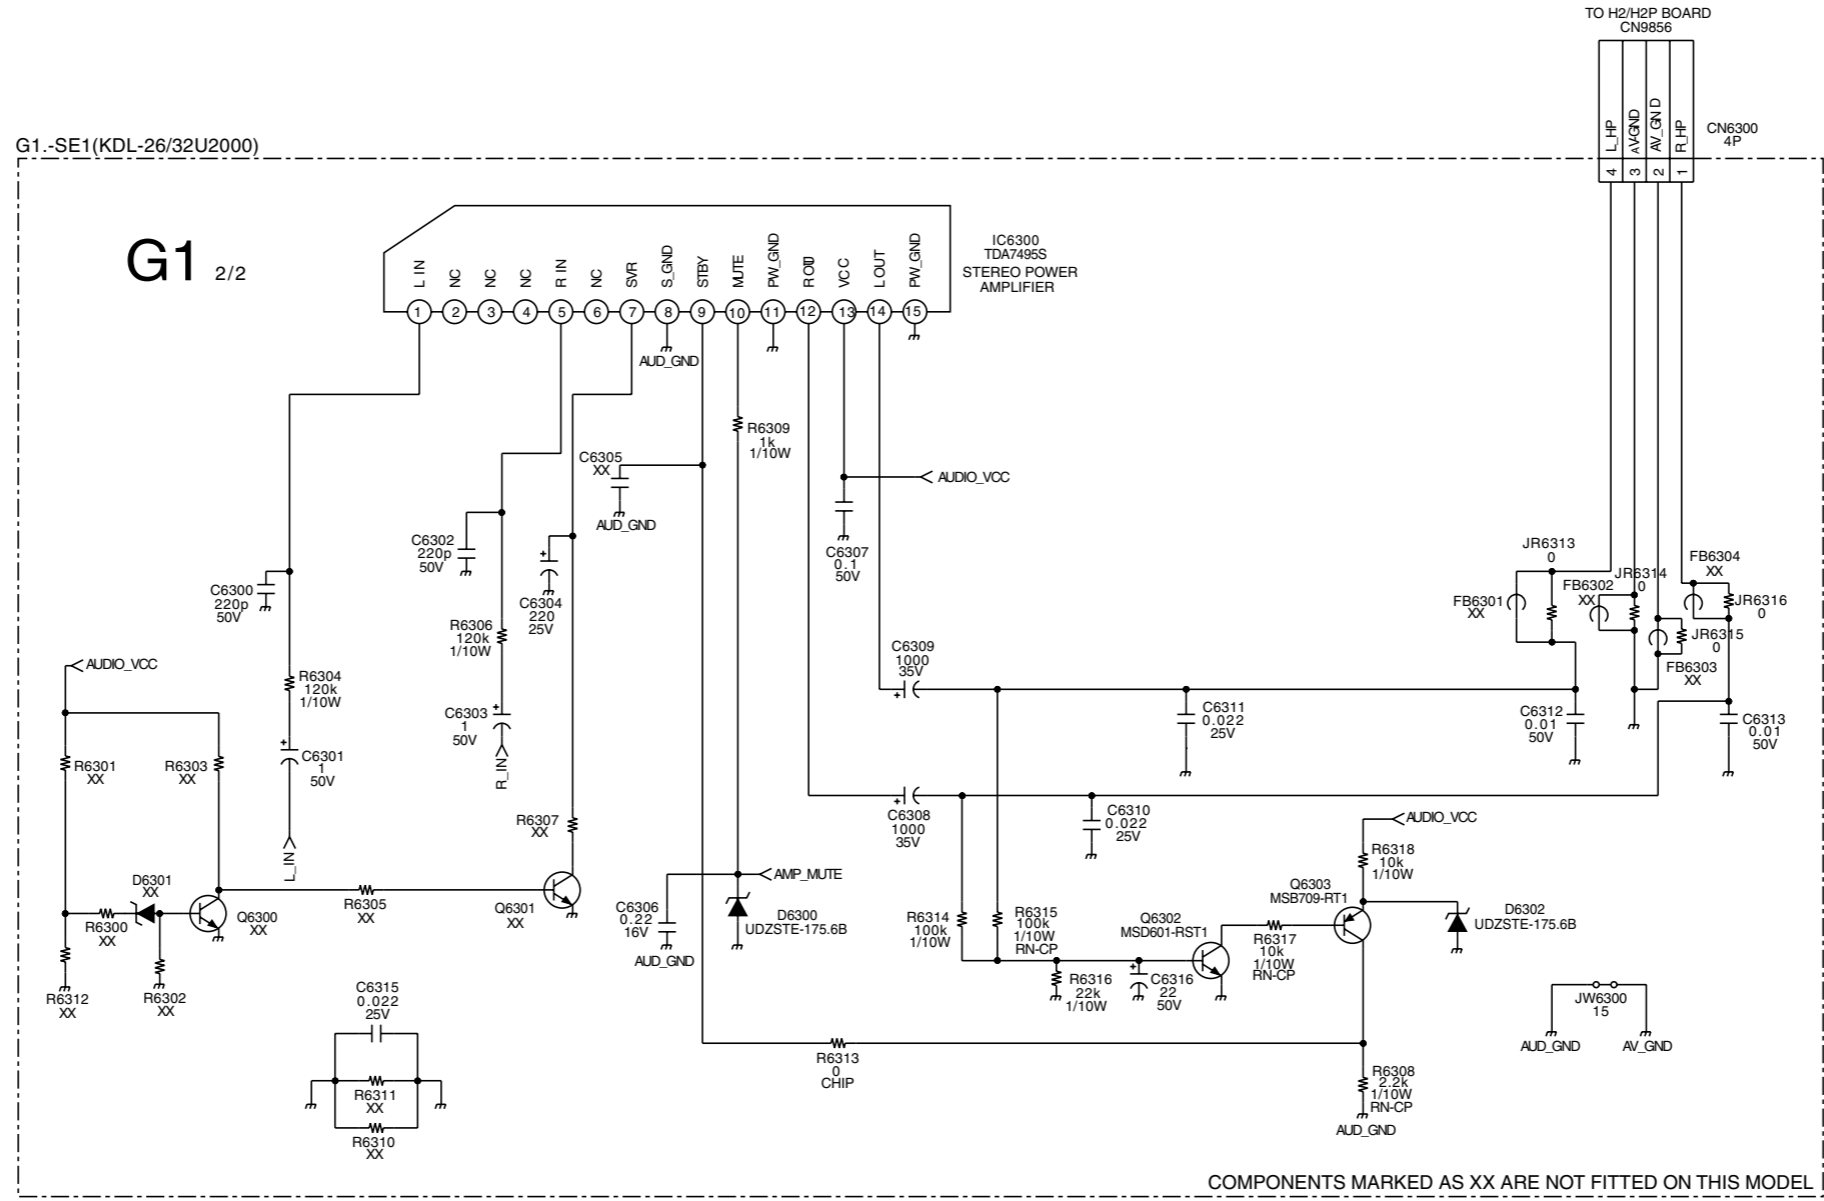 TO H2/H2P BOARD
CN9856
L_HP
AV-GND
AV_GND
R_HP
4
3
2
1
CN6300
4P
G1.-SE1(KDL-26/32U2000)
G1 2/2
L IN
NC
NC
NC
R IN
NC
SVR
S_GND
STBY
MUTE
PW_GND
VCC
L OUT
PW_GND
1
2
3
4
5
6
7
8
9
10
11
12
13
14
15
IC6300
TDA7495S
STEREO POWER
AMPLIFIER
AUD_GND
R6309
1k
1/10W
C6305
XX
AUD_GND
AUDIO_VCC
C6307
0.1
50V
C6302
220p
50V
C6304
220
25V
C6300
220p
50V
R6306
120k
1/10W
R6304
120k
1/10W
C6303
1
50V
R_IN
C6301
1
50V
L_IN
AUDIO_VCC
R6301
XX
R6303
XX
R6307
XX
D6301
XX
R6300
XX
Q6300
XX
R6305
XX
Q6301
XX
R6312
XX
R6302
XX
C6315
0.022
25V
R6311
XX
R6310
XX
JR6313
0
FB6301
XX
FB6302
XX
JR6314
0
FB6304
XX
JR6316
0
JR6315
0
FB6303
XX
C6309
1000
35V
C6311
0.022
25V
C6312
0.01
50V
C6313
0.01
50V
C6308
1000
35V
C6310
0.022
25V
AMP_MUTE
C6306
0.22
16V
AUD_GND
D6300
UDZSTE-175.6B
R6314
100k
1/10W
R6315
100k
1/10W
RN-CP
R6316
22k
1/10W
C6316
22
50V
Q6302
MSD601-RST1
R6317
10k
1/10W
RN-CP
Q6303
MSB709-RT1
AUDIO_VCC
R6318
10k
1/10W
D6302
UDZSTE-175.6B
R6313
0
CHIP
R6308
2.2k
1/10W
RN-CP
AUD_GND
JW6300
15
AUD_GND
AV_GND
COMPONENTS MARKED AS XX ARE NOT FITTED ON THIS MODEL